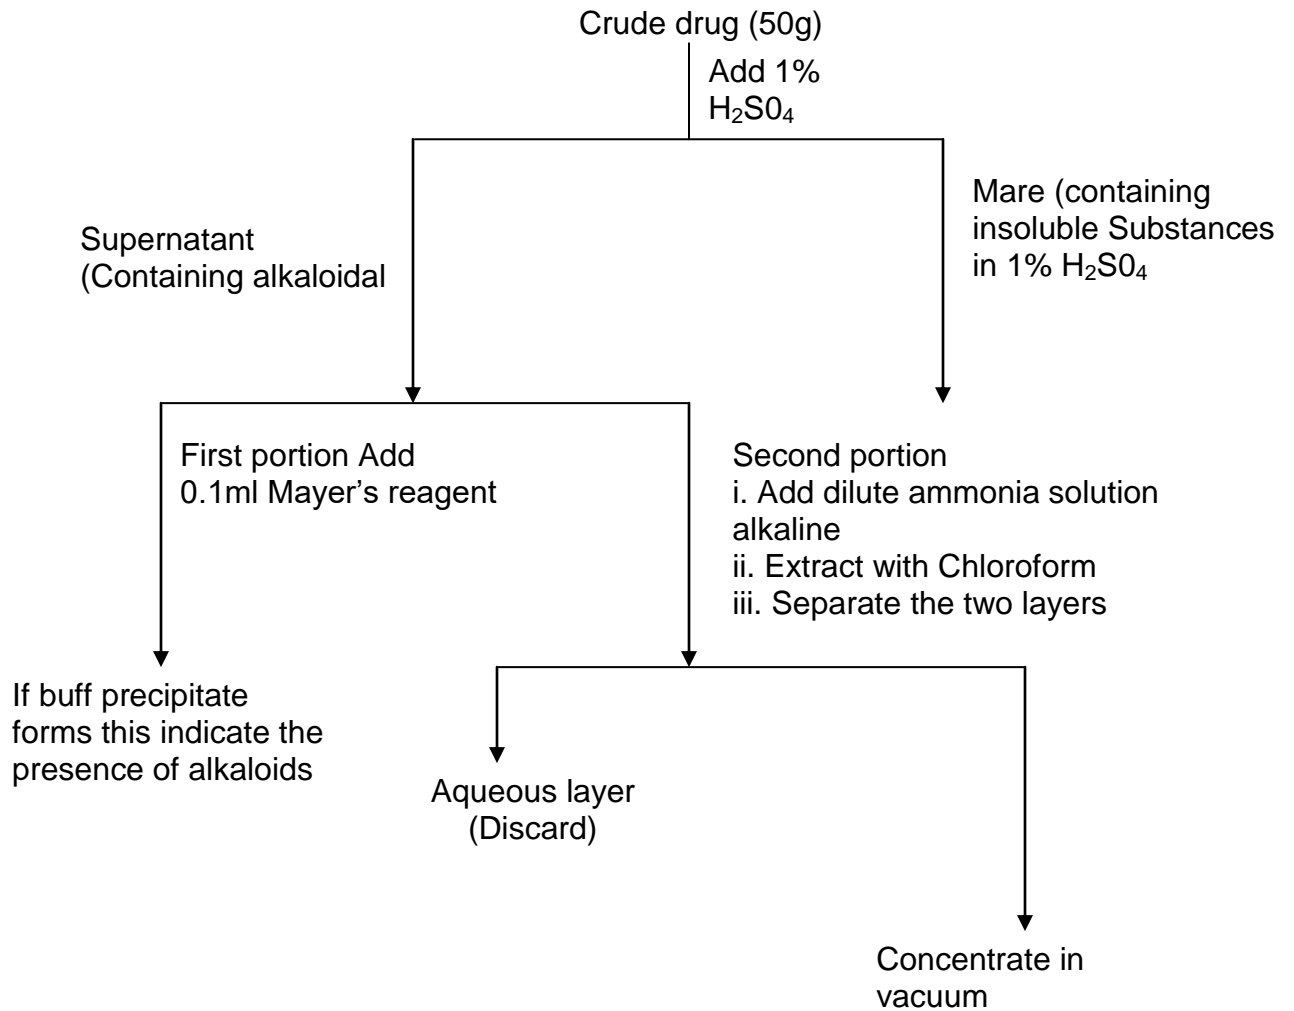 Crude drug (50g)
Add 1%
H₂S0₄
Mare (containing
insoluble Substances
in 1% H₂S0₄
Supernatant
(Containing alkaloidal
First portion Add
0.1ml Mayer’s reagent
Second portion
i. Add dilute ammonia solution
alkaline
ii. Extract with Chloroform
iii. Separate the two layers
If buff precipitate
forms this indicate the
presence of alkaloids
Aqueous layer
(Discard)
Concentrate in
vacuum